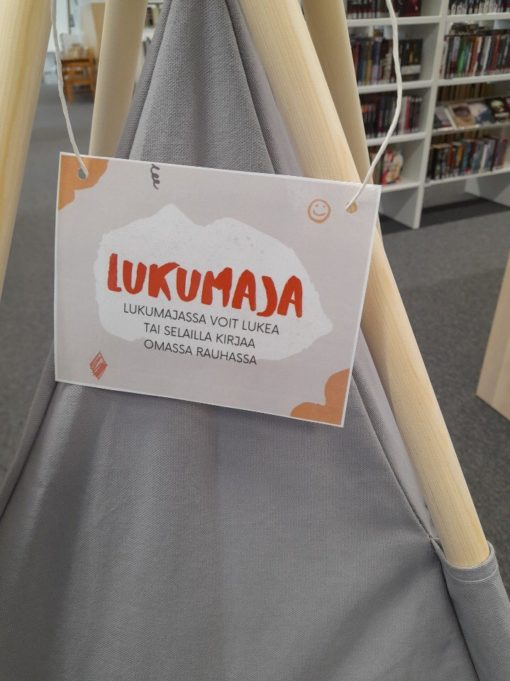 LUKUMAJA
LUKUMAJASSA VOIT LUKEA
TAI SELAILLA KIRJAA
OMASSA RAUHASSA